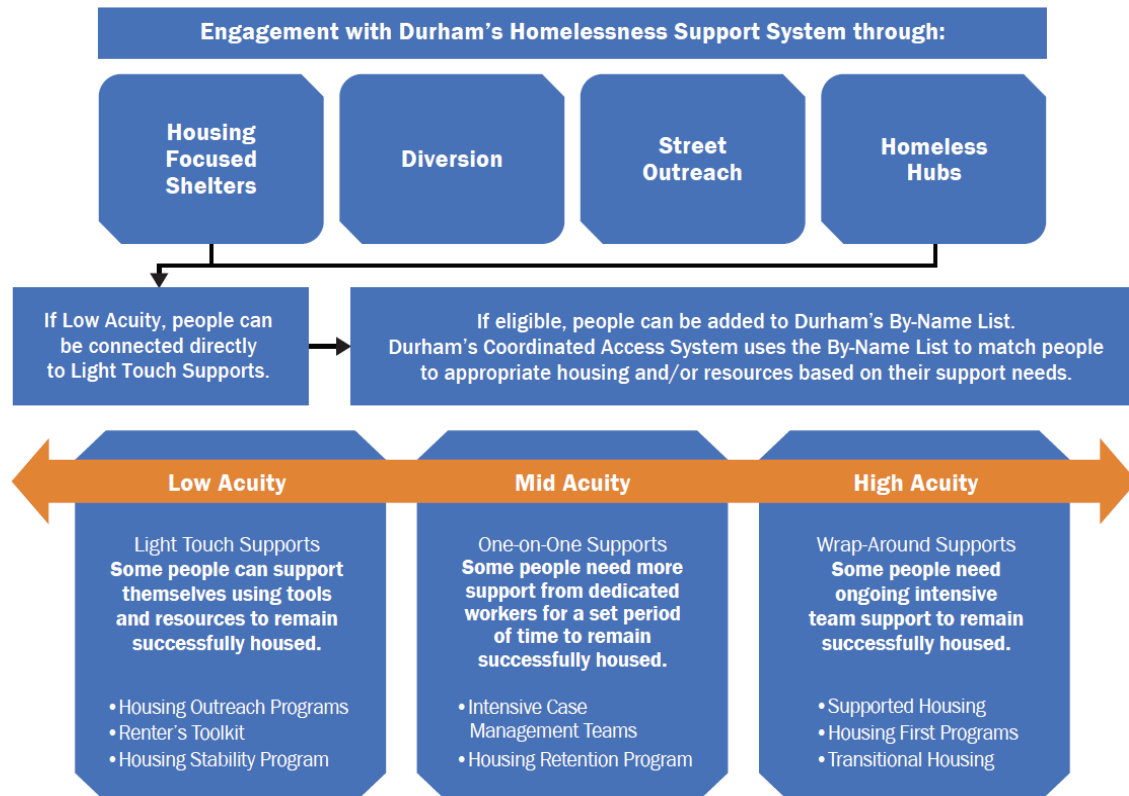 Engagement with Durham's Homelessness Support System through:
Housing
Focused
Shelters
Diversion
Street
Outreach
Homeless
Hubs
If Low Acuity, people can
be connected directly
to Light Touch Supports.
If eligible, people can be added to Durham's By-Name List.
Durham's Coordinated Access System uses the By-Name List to match people
to appropriate housing and/or resources based on their support needs.
Low Acuity
Light Touch Supports
Some people can support
themselves using tools
and resources to remain
successfully housed.
•Housing Outreach Programs
•Renter's Toolkit
•Housing Stability Program
Mid Acuity
One-on-One Supports
Some people need more
support from dedicated
workers for a set period
of time to remain
successfully housed.
•Intensive Case
Management Teams
•Housing Retention Program
High Acuity
Wrap-Around Supports
Some people need
ongoing intensive
team support to remain
successfully housed.
•Supported Housing
•Housing First Programs
•Transitional Housing